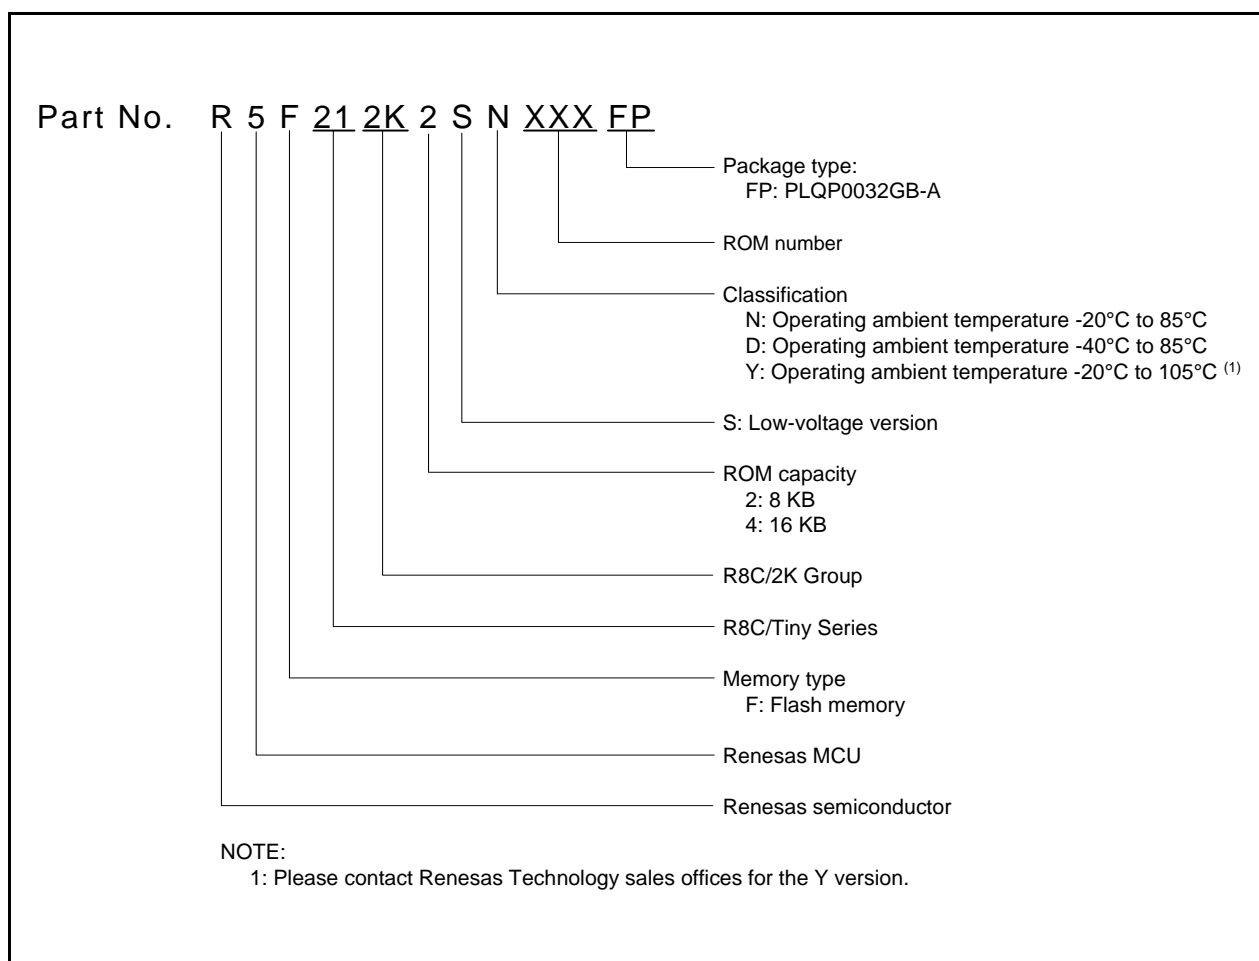 Part No. R 5 F 21 2K 2 S N XXX FP
Package type:
FP: PLQP0032GB-A
ROM number
Classification
N: Operating ambient temperature -20°C to 85°C
D: Operating ambient temperature -40°C to 85°C
Y: Operating ambient temperature -20°C to 105°C (1)
S: Low-voltage version
ROM capacity
2: 8 KB
4: 16 KB
R8C/2K Group
R8C/Tiny Series
Memory type
F: Flash memory
Renesas MCU
Renesas semiconductor
NOTE:
1: Please contact Renesas Technology sales offices for the Y version.